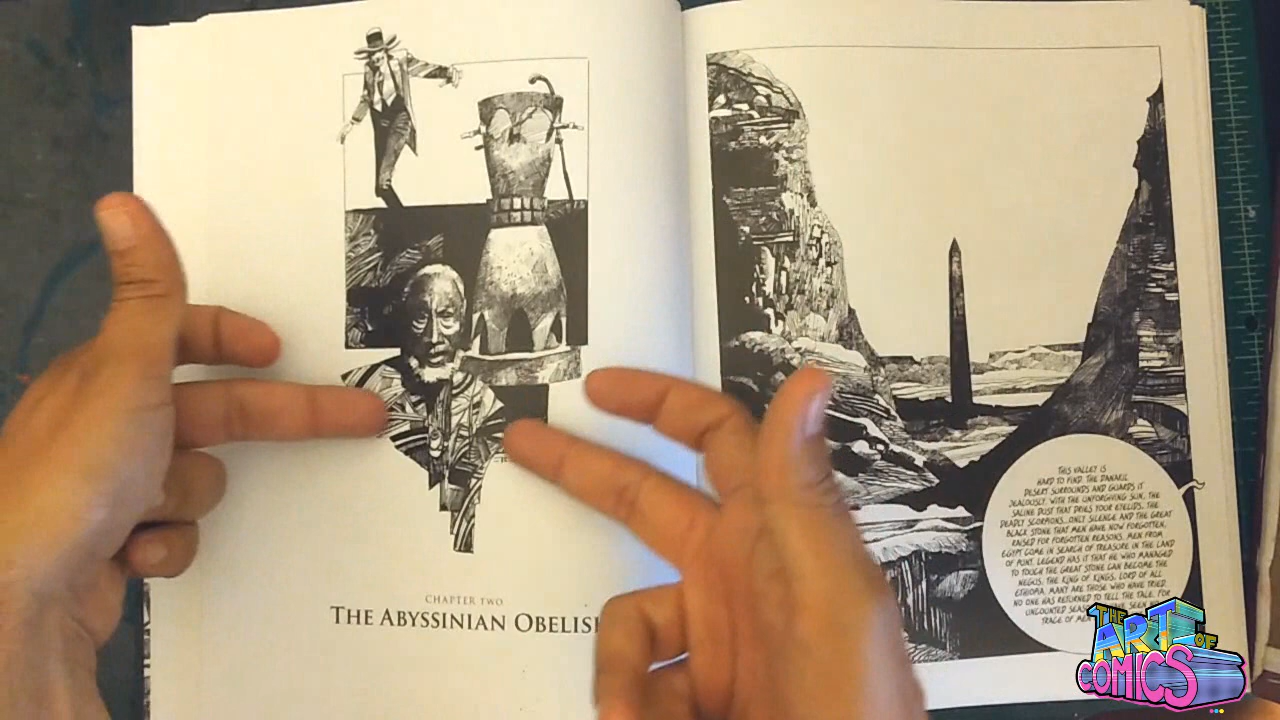 CHAPTER TWO
THE ABYSSINIAN OBELIS
THIS VALLEY IS
HARD TO FIND. THE DANAKIL
DESERT SURROUNDS AND GUARDS IT
JEALOUSLY. WITH THE UNFORGIVING SUN, THE
SALINE DUST THAT DRIES YOUR EYELIDS, THE
DEADLY SCORPIONS...ONLY SILENCE AND THE GREAT
BLACK STONE THAT MEN HAVE NOW FORGOTTEN,
RAISED FOR FORGOTTEN REASONS. MEN FROM
EGYPT COME IN SEARCH OF TREASURE IN THE LAND
OF PUNT. LEGEND HAS IT THAT HE WHO MANAGED
TO TOUCH THE GREAT STONE CAN BECOME THE
NEGUS, THE KING OF KINGS, LORD OF ALL
ETHIOPIA. MANY ARE THOSE WHO HAVE TRIED.
NO ONE HAS RETURNED TO TELL THE TALE. FOR
UNCOUNTED SEAS VE SEEN
TRACE OF MEN
THE
ART OF
COMICS